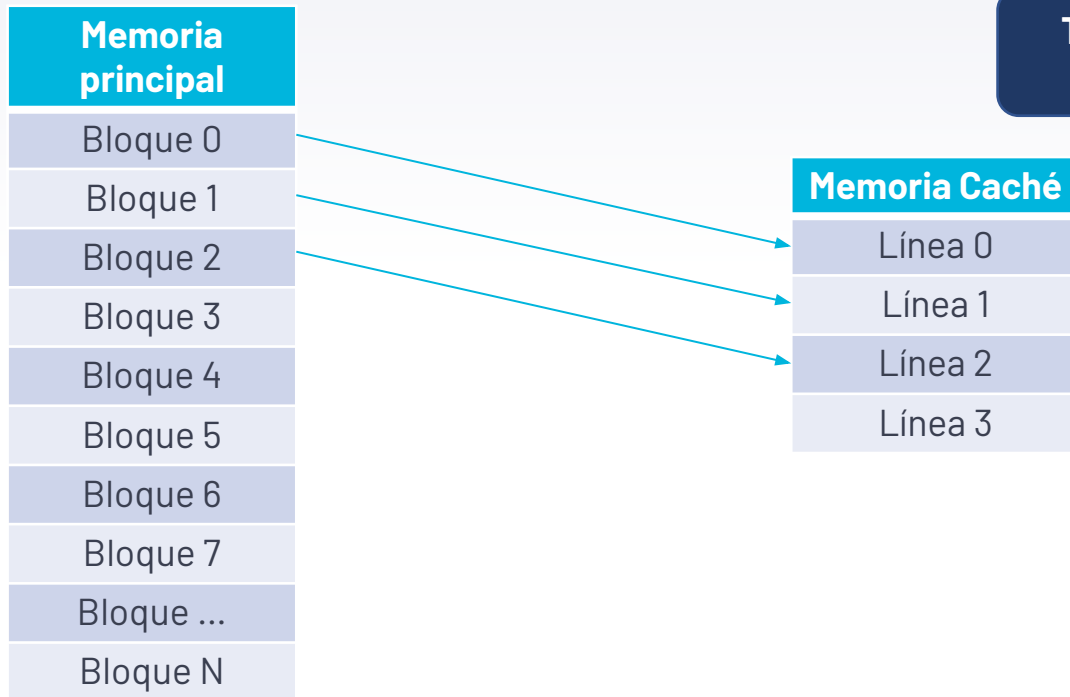 Memoria
principal
Bloque 0
Bloque 1
Bloque 2
Bloque 3
Bloque 4
Bloque 5
Bloque 6
Bloque 7
Bloque ...
Bloque N
Memoria Caché
Línea 0
Línea 1
Línea 2
Línea 3